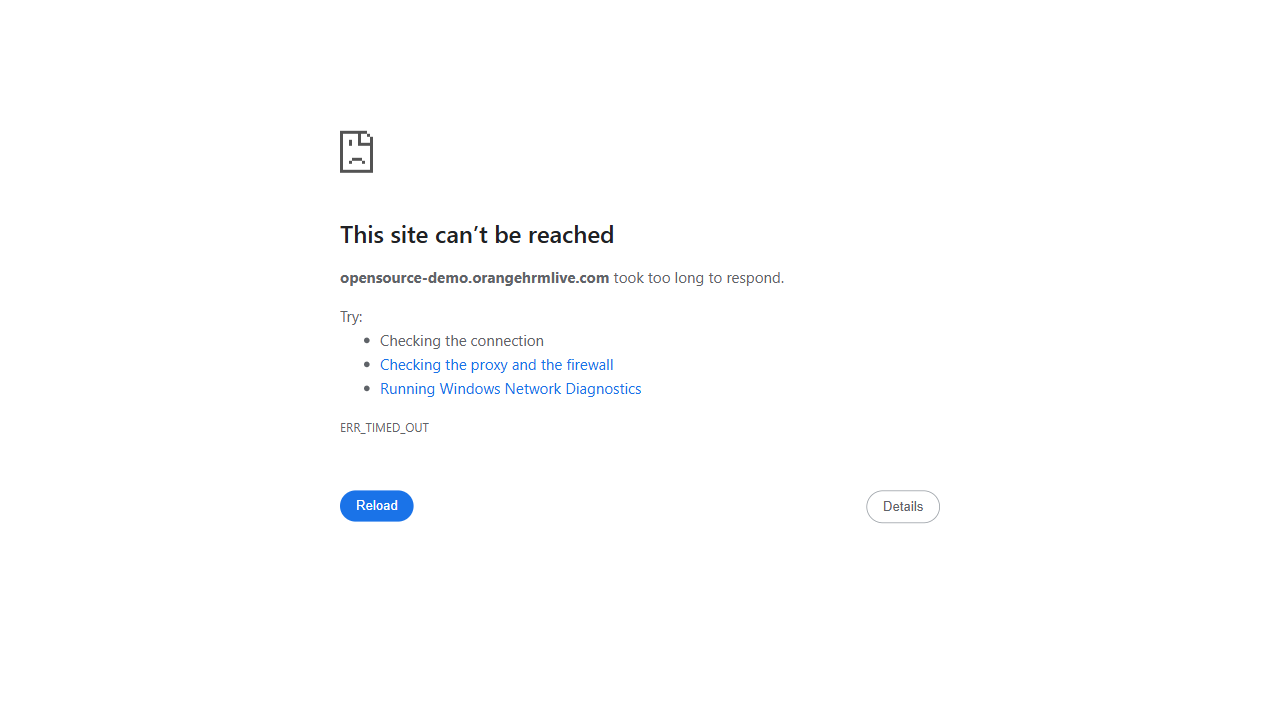 This site can’t be reached
opensource-demo.orangehrmlive.com took too long to respond.
Try:
Checking the connection
Checking the proxy and the firewall
Running Windows Network Diagnostics
ERR_TIMED_OUT
Reload
Details